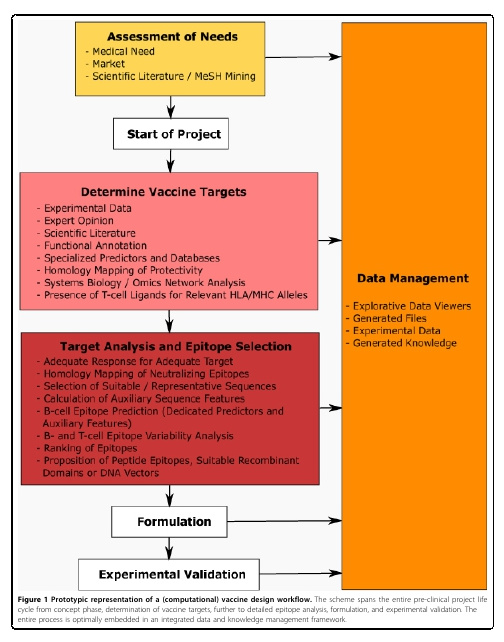 Assessment of Needs
- Medical Need
- Market
- Scientific Literature / MeSH Mining
Start of Project
Determine Vaccine Targets
- Experimental Data
- Expert Opinion
- Scientific Literature
- Functional Annotation
- Specialized Predictors and Databases
- Homology Mapping of Protectivity
- Systems Biology / Omics Network Analysis
- Presence of T-cell Ligands for Relevant HLA/MHC Alleles
Target Analysis and Epitope Selection
- Adequate Response for Adequate Target
- Homology Mapping of Neutralizing Epitopes
- Selection of Suitable / Representative Sequences
- Calculation of Auxiliary Sequence Features
- B-cell Epitope Prediction (Dedicated Predictors and
Auxiliary Features)
- B- and T-cell Epitope Variability Analysis
- Ranking of Epitopes
- Proposition of Peptide Epitopes, Suitable Recombinant
Domains or DNA Vectors
Formulation
Experimental Validation
Data Management
- Explorative Data Viewers
- Generated Files
- Experimental Data
- Generated Knowledge
Figure 1 Prototypic representation of a (computational) vaccine design workflow. The scheme spans the entire pre-clinical project life
cycle from concept phase, determination of vaccine targets, further to detailed epitope analysis, formulation, and experimental validation. The
entire process is optimally embedded in an integrated data and knowledge management framework.